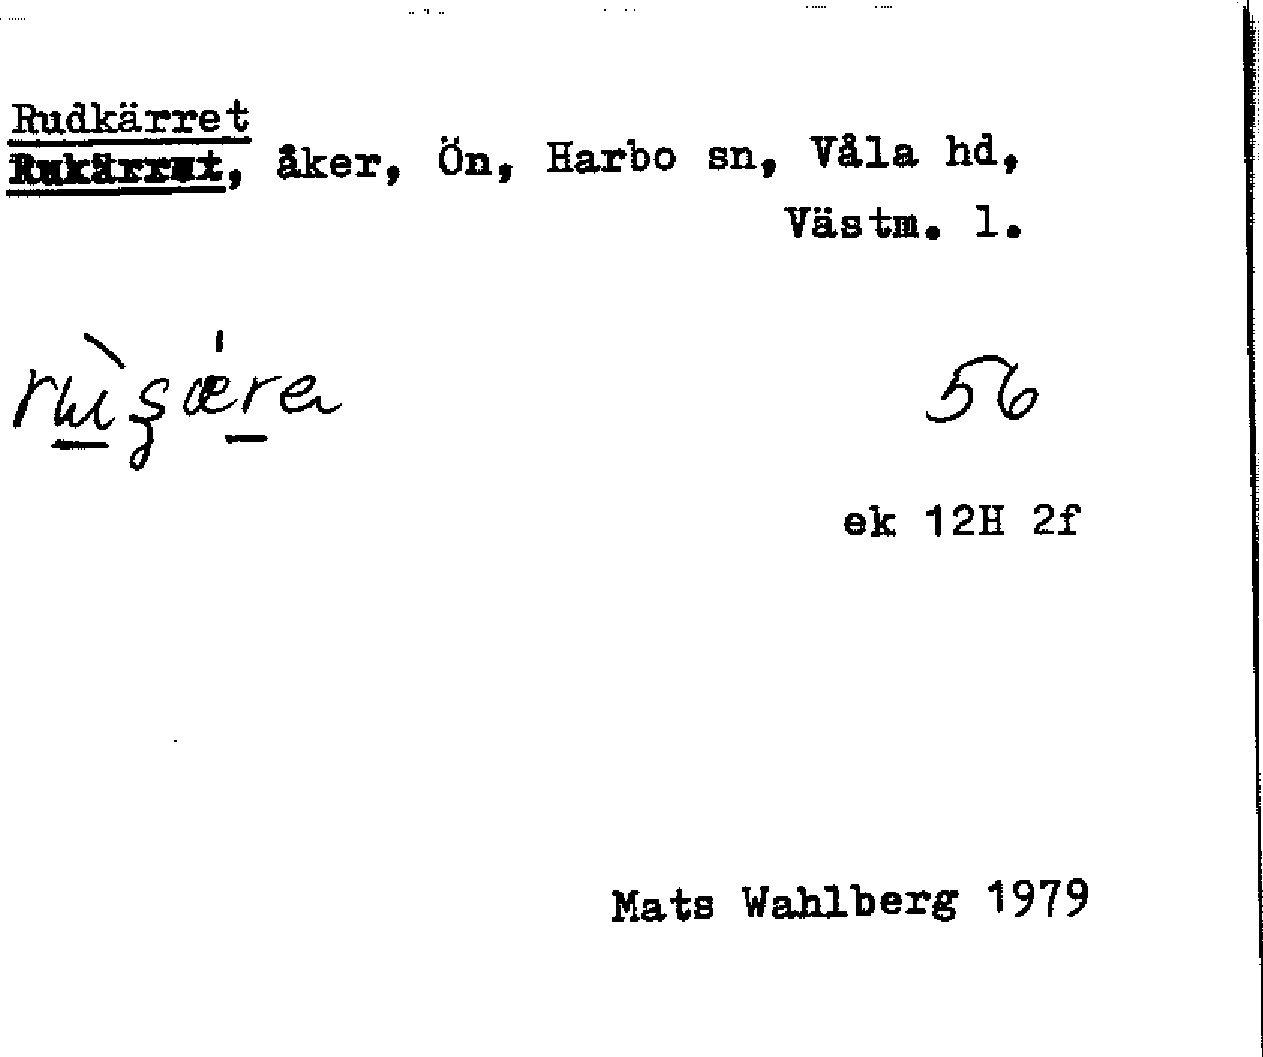 Rudkärret
Rukärret, åker, Ön, Harbo sn, Våla hd,
Västm. l.
56
ek 12H 2f
Mats Wahlberg 1979